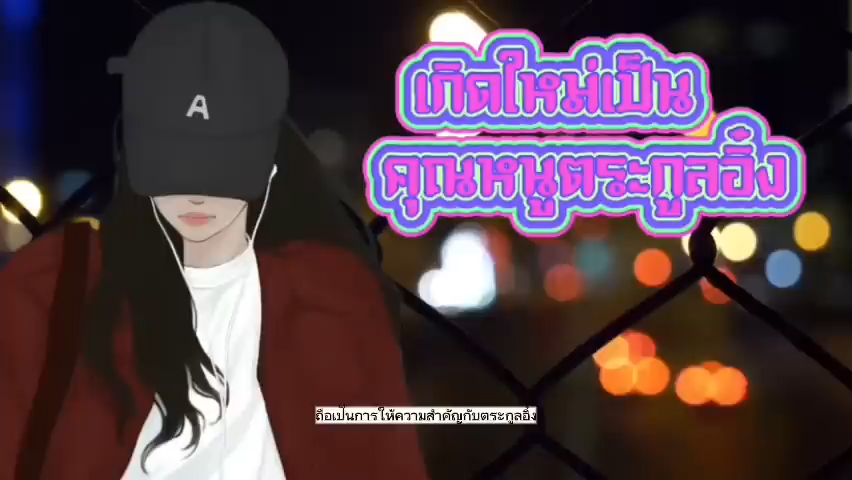 เกิดใหม่เป็น
คุณหนูตระกูลอิ๋ง
A
ถือเป็นการให้ความสำคัญกับตระกูลอิ๋ง